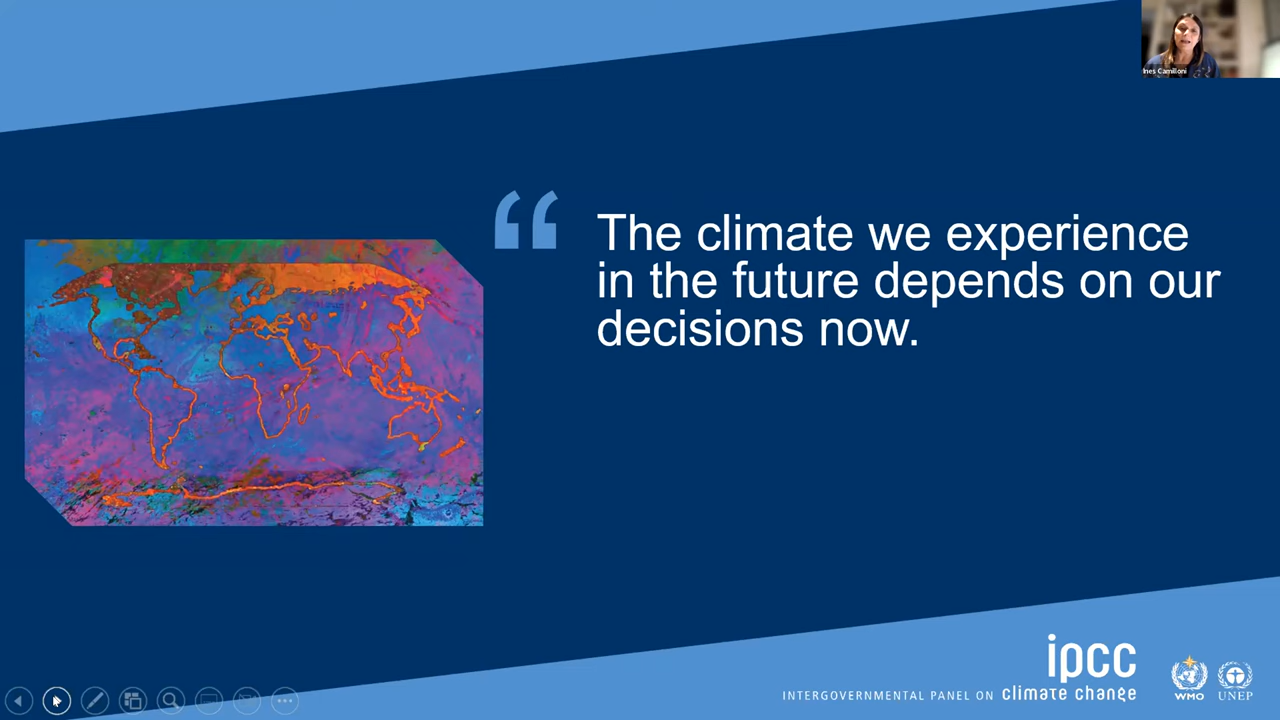 Ines Camilloni
“
The climate we experience
in the future depends on our
decisions now.
ipcc
INTERGOVERNMENTAL PANEL ON climate change
WMO
UNEP